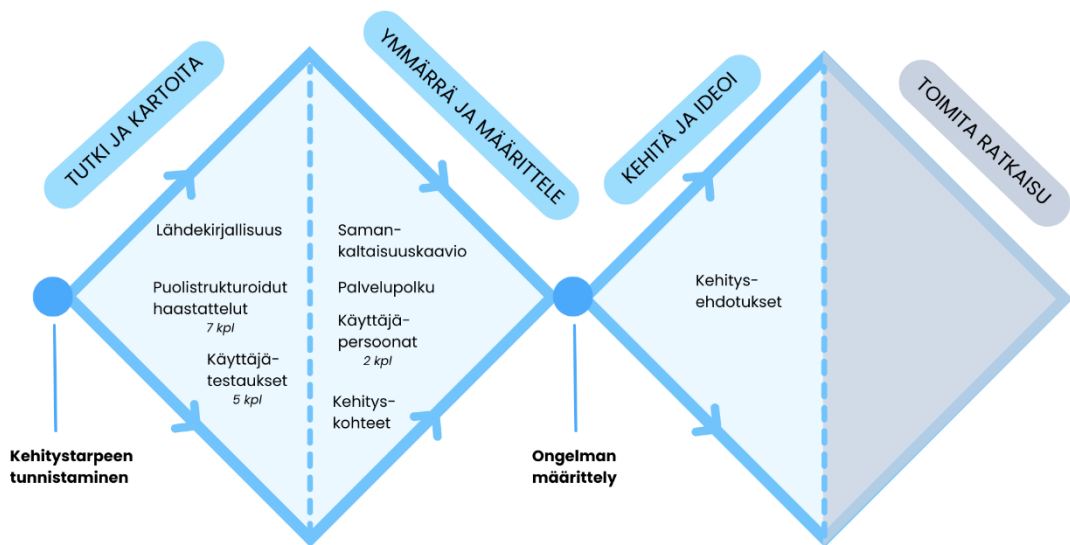 TUTKI JA KARTOITA
YMMÄRRÄ JA MÄÄRITTELE
KEHITÄ JA IDEOI
TOIMITA RATKAISU
Lähdekirjallisuus
Puolistrukturoidut
haastattelut
7 kpl
Käyttäjä-
testaukset
5 kpl
Saman-
kaltaisuuskaavio
Palvelupolku
Käyttäjä-
persoonat
2 kpl
Kehitys-
kohteet
Kehitys-
ehdotukset
Kehitystarpeen
tunnistaminen
Ongelman
määrittely